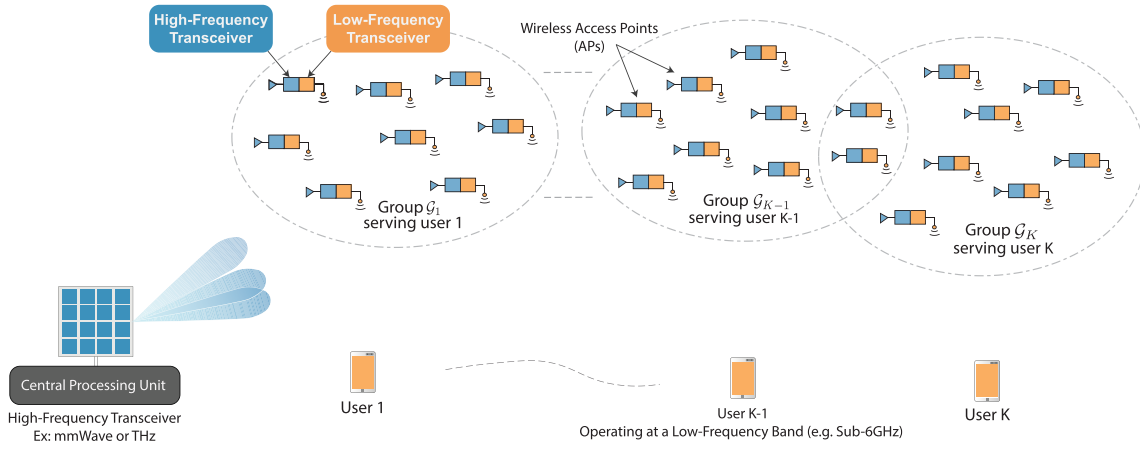 High-Frequency
Transceiver
Low-Frequency
Transceiver
Wireless Access Points
(APs)
Group 𝒢₁
serving user 1
Group 𝒢_{K−1}
serving user K-1
Group 𝒢_K
serving user K
Central Processing Unit
High-Frequency Transceiver
Ex: mmWave or THz
User 1
User K-1
Operating at a Low-Frequency Band (e.g. Sub-6GHz)
User K